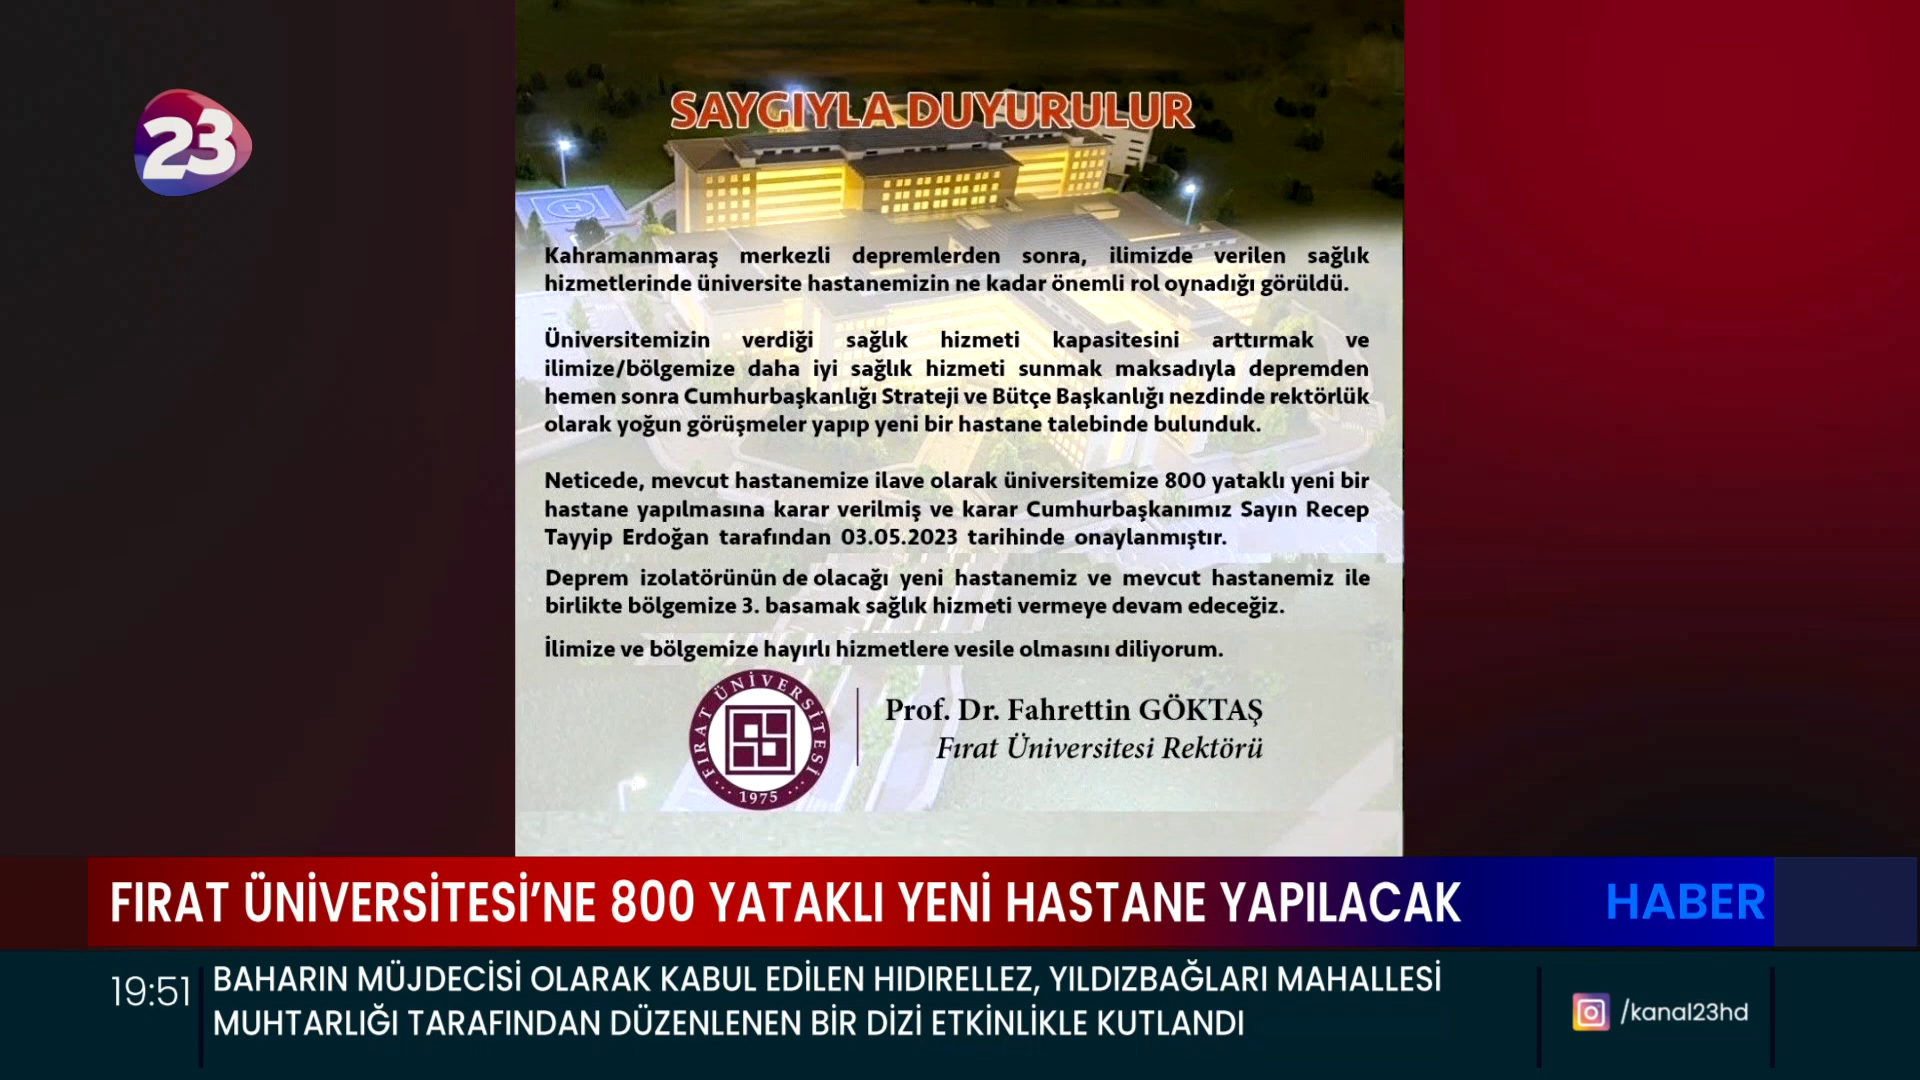 23
SAYGIYLA DUYURULUR
Kahramanmaraş merkezli depremlerden sonra, ilimizde verilen sağlık
hizmetlerinde üniversite hastanemizin ne kadar önemli rol oynadığı görüldü.
Üniversitemizin verdiği sağlık hizmeti kapasitesini arttırmak ve
ilimize/bölgemize daha iyi sağlık hizmeti sunmak maksadıyla depremden
hemen sonra Cumhurbaşkanlığı Strateji ve Bütçe Başkanlığı nezdinde rektörlük
olarak yoğun görüşmeler yapıp yeni bir hastane talebinde bulunduk.
Neticede, mevcut hastanemize ilave olarak üniversitemize 800 yataklı yeni bir
hastane yapılmasına karar verilmiş ve karar Cumhurbaşkanımız Sayın Recep
Tayyip Erdoğan tarafından 03.05.2023 tarihinde onaylanmıştır.
Deprem izolatörünün de olacağı yeni hastanemiz ve mevcut hastanemiz ile
birlikte bölgemize 3. basamak sağlık hizmeti vermeye devam edeceğiz.
İlimize ve bölgemize hayırlı hizmetlere vesile olmasını diliyorum.
FIRAT ÜNİVERSİTESİ
1975
Prof. Dr. Fahrettin GÖKTAŞ
Fırat Üniversitesi Rektörü
FIRAT ÜNİVERSİTESİ’NE 800 YATAKLI YENİ HASTANE YAPILACAK
HABER
19:51
BAHARIN MÜJDECİSİ OLARAK KABUL EDİLEN HIDIRELLEZ, YILDIZBAĞLARI MAHALLESİ
MUHTARLIĞI TARAFINDAN DÜZENLENEN BİR DİZİ ETKİNLİKLE KUTLANDI
/kanal23hd